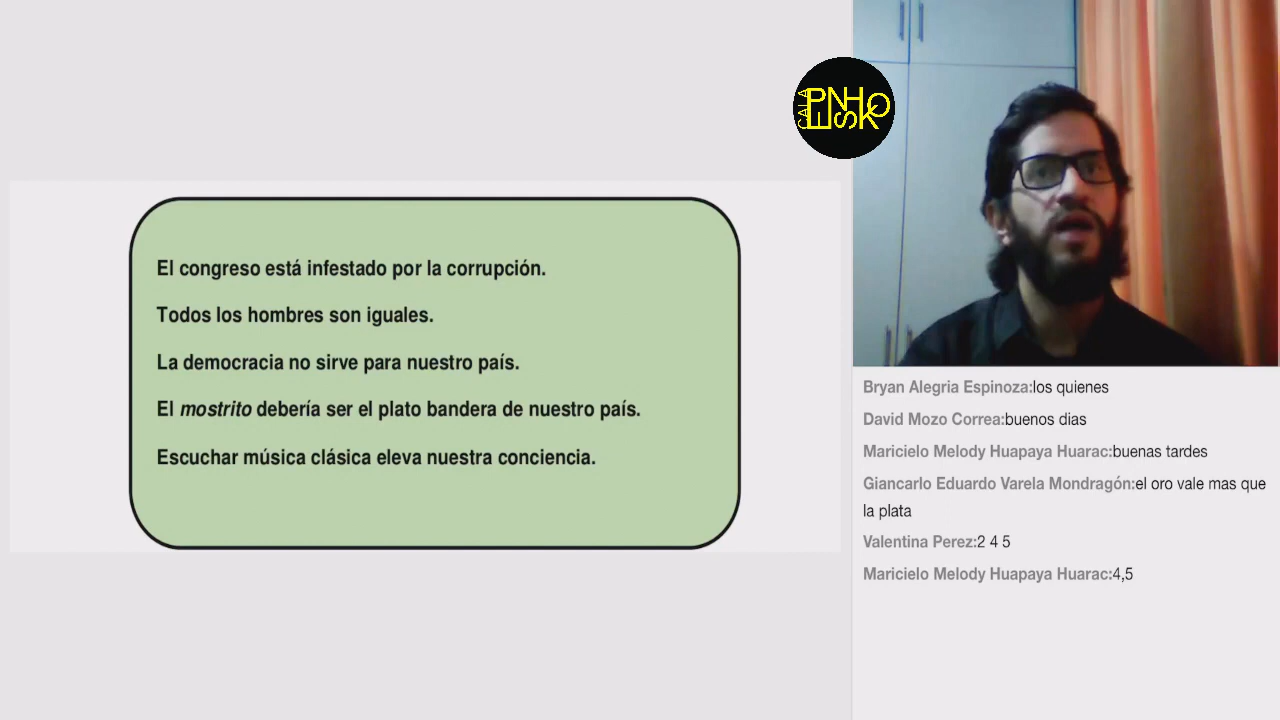 CALA
PENHO
ESK
El congreso está infestado por la corrupción.
Todos los hombres son iguales.
La democracia no sirve para nuestro país.
El mostrito debería ser el plato bandera de nuestro país.
Escuchar música clásica eleva nuestra conciencia.
Bryan Alegria Espinoza:los quienes
David Mozo Correa:buenos dias
Maricielo Melody Huapaya Huarac:buenas tardes
Giancarlo Eduardo Varela Mondragón:el oro vale mas que
la plata
Valentina Perez:2 4 5
Maricielo Melody Huapaya Huarac:4,5